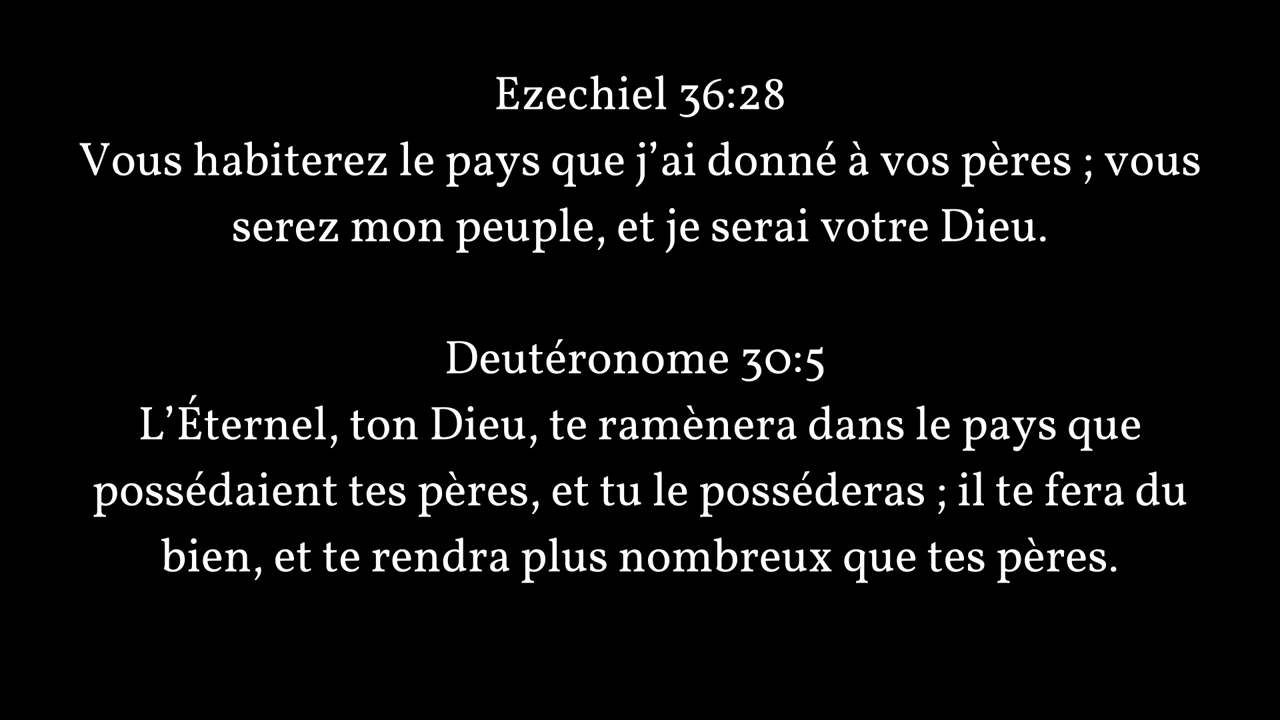 Ezechiel 36:28
Vous habiterez le pays que j’ai donné à vos pères ; vous
serez mon peuple, et je serai votre Dieu.
Deutéronome 30:5
L’Éternel, ton Dieu, te ramènera dans le pays que
possédaient tes pères, et tu le posséderas ; il te fera du
bien, et te rendra plus nombreux que tes pères.